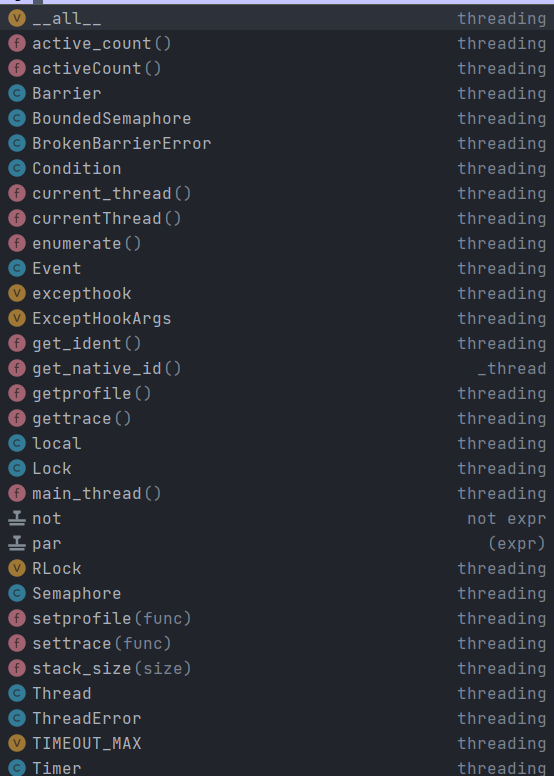 V __all__ threading
f active_count() threading
f activeCount() threading
C Barrier threading
C BoundedSemaphore threading
C BrokenBarrierError threading
C Condition threading
f current_thread() threading
f currentThread() threading
f enumerate() threading
C Event threading
V excepthook threading
V ExceptHookArgs threading
f get_ident() threading
f get_native_id() _thread
f getprofile() threading
f gettrace() threading
C local threading
C Lock threading
f main_thread() threading
not not expr
par (expr)
V RLock threading
C Semaphore threading
f setprofile(func) threading
f settrace(func) threading
f stack_size(size) threading
C Thread threading
C ThreadError threading
V TIMEOUT_MAX threading
C Timer threading